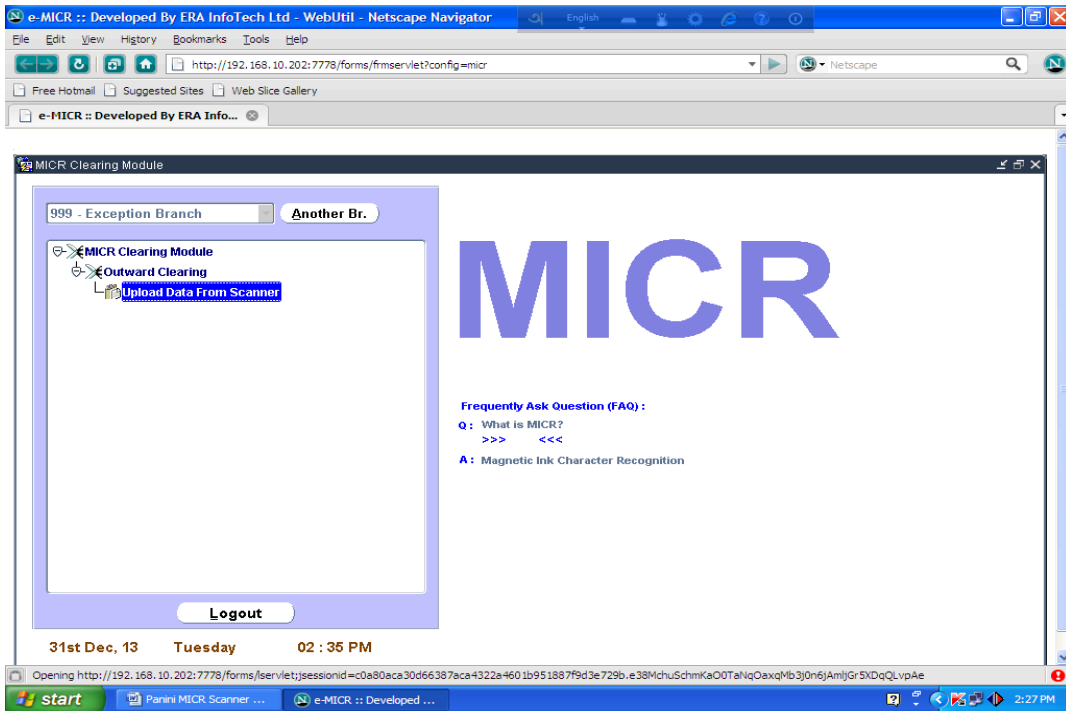 e-MICR :: Developed By ERA InfoTech Ltd - WebUtil - Netscape Navigator
English
File Edit View History Bookmarks Tools Help
http://192.168.10.202:7778/forms/frmservlet?config=micr
Netscape
Free Hotmail Suggested Sites Web Slice Gallery
e-MICR :: Developed By ERA Info...
MICR Clearing Module
999 - Exception Branch
Another Br.
MICR Clearing Module
Outward Clearing
Upload Data From Scanner
MICR
Frequently Ask Question (FAQ) :
Q : What is MICR?
>>> <<<
A : Magnetic Ink Character Recognition
Logout
31st Dec, 13 Tuesday 02 : 35 PM
Opening http://192.168.10.202:7778/forms/lservlet;jsessionid=c0a80aca30d66387aca4322a4601b951887f9d3e729b.e38MchuSchmKaO0TaNqOaxqMb3j0n6jAmljGr5XDqQLvpAe
start
Panini MICR Scanner ...
e-MICR :: Developed ...
2:27 PM